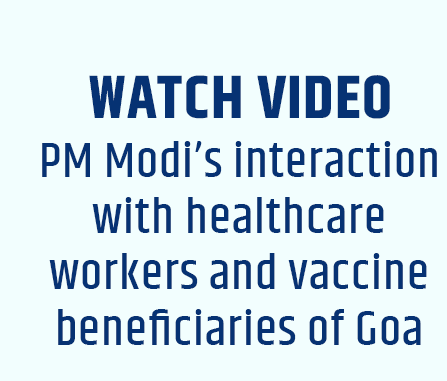 WATCH VIDEO
PM Modi's interaction
with healthcare
workers and vaccine
beneficiaries of Goa